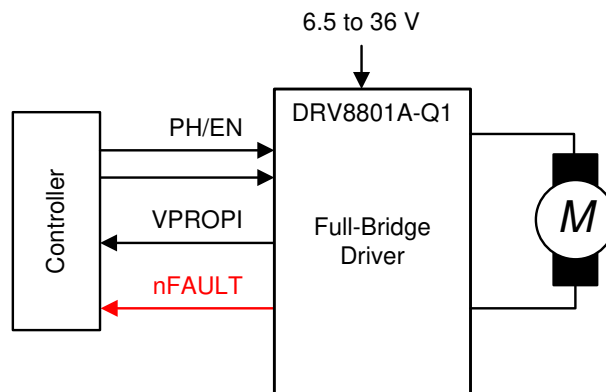 6.5 to 36 V
DRV8801A-Q1
PH/EN
Controller
VPROPI
Full-Bridge
Driver
nFAULT
M